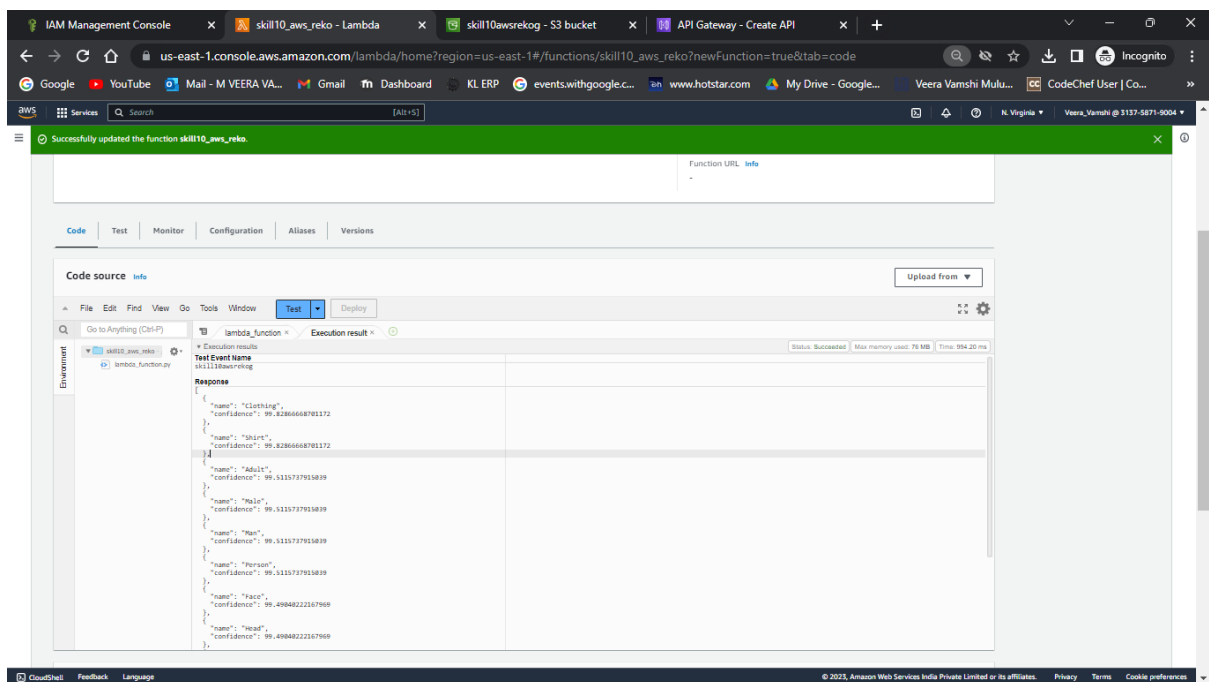 IAM Management Console × skill10_aws_reko - Lambda × skill10awsrekog - S3 bucket × API Gateway - Create API × +
us-east-1.console.aws.amazon.com/lambda/home?region=us-east-1#/functions/skill10_aws_reko?newFunction=true&tab=code Incognito
Google YouTube Mail - M VEERA VA... Gmail Dashboard KL ERP events.withgoogle.c... www.hotstar.com My Drive - Google... Veera Vamshi Mulu... CodeChef User | Co... »
aws Services Search [Alt+S] N. Virginia ▼ Veera_Vamshi @ 3137-5871-9004 ▼
Successfully updated the function skill10_aws_reko.
Function URL Info
-
Code Test Monitor Configuration Aliases Versions
Code source Info Upload from ▼
File Edit Find View Go Tools Window Test Deploy
Go to Anything (Ctrl-P) lambda_function × Execution result ×
Environment
skill10_aws_reko
lambda_function.py
▼ Execution results Status: Succeeded Max memory used: 76 MB Time: 994.20 ms
Test Event Name
skill10awsrekog
Response
[
{
"name": "Clothing",
"confidence": 99.82866668701172
},
{
"name": "Shirt",
"confidence": 99.82866668701172
},
{
"name": "Adult",
"confidence": 99.5115737915039
},
{
"name": "Male",
"confidence": 99.5115737915039
},
{
"name": "Man",
"confidence": 99.5115737915039
},
{
"name": "Person",
"confidence": 99.5115737915039
},
{
"name": "Face",
"confidence": 99.49040222167969
},
{
"name": "Head",
"confidence": 99.49040222167969
},
CloudShell Feedback Language © 2023, Amazon Web Services India Private Limited or its affiliates. Privacy Terms Cookie preferences